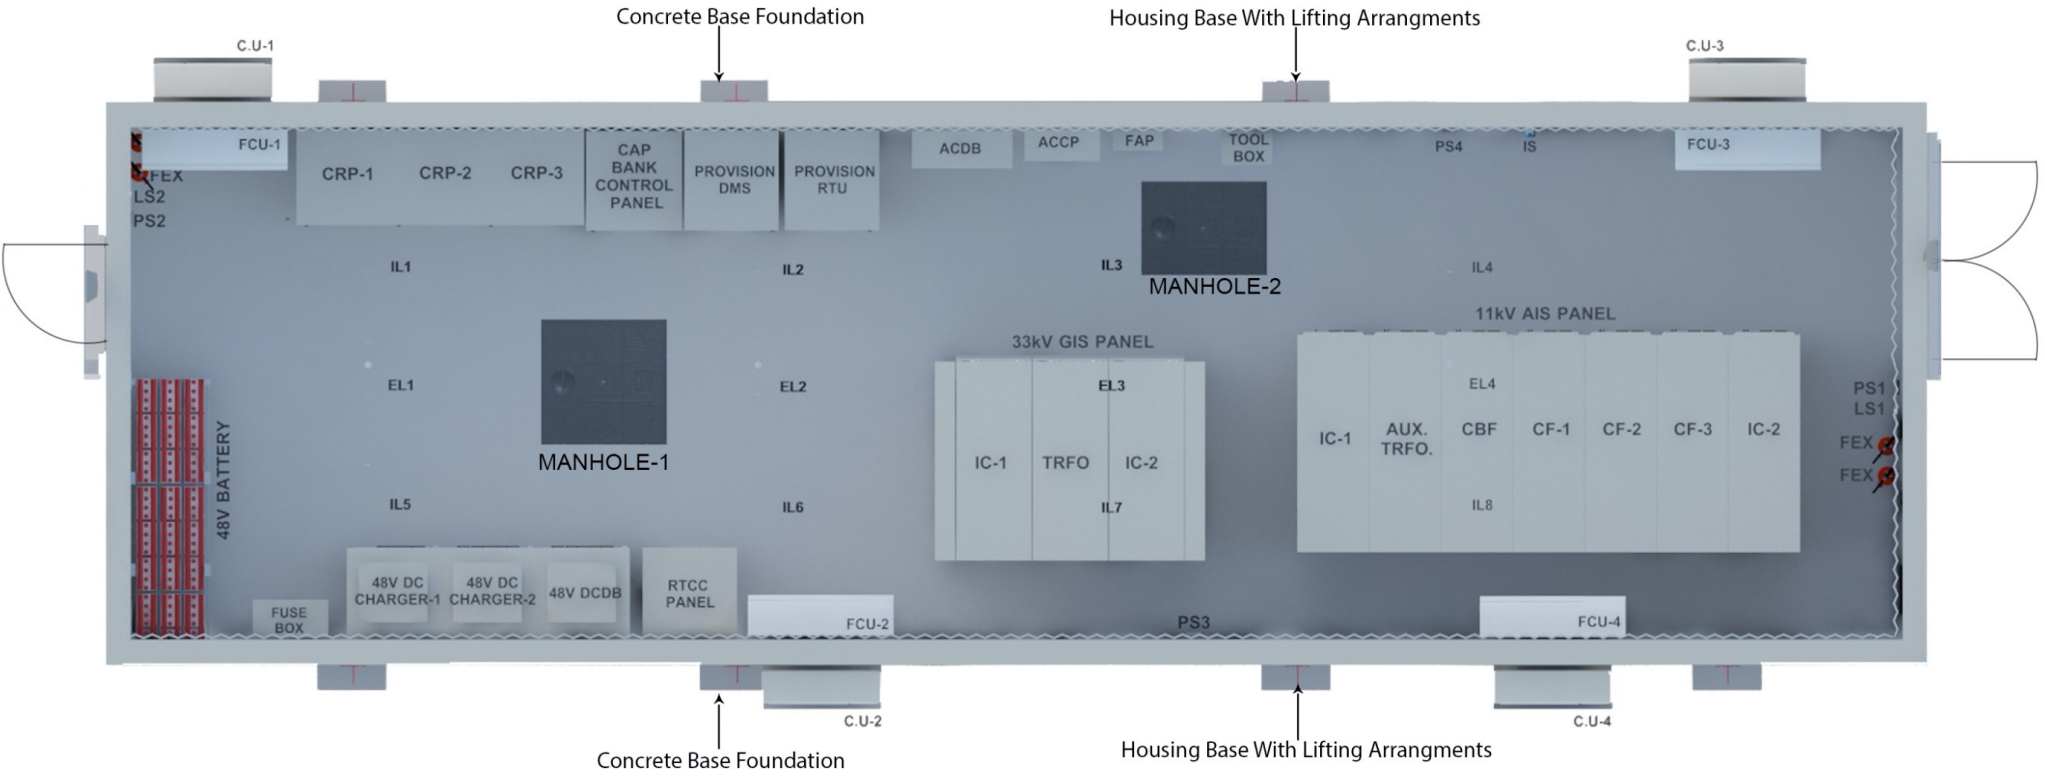 Concrete Base Foundation
Housing Base With Lifting Arrangments
C.U-1
C.U-3
FCU-1
CRP-1
CRP-2
CRP-3
CAP
BANK
CONTROL
PANEL
PROVISION
DMS
PROVISION
RTU
ACDB
ACCP
FAP
TOOL
BOX
PS4
IS
FCU-3
FEX
LS2
PS2
IL1
IL2
IL3
IL4
MANHOLE-2
33kV GIS PANEL
11kV AIS PANEL
EL1
EL2
EL3
EL4
PS1
LS1
FEX
FEX
48V BATTERY
MANHOLE-1
IC-1
TRFO
IC-2
IC-1
AUX.
TRFO.
CBF
CF-1
CF-2
CF-3
IC-2
IL5
IL6
IL7
IL8
FUSE
BOX
48V DC
CHARGER-1
48V DC
CHARGER-2
48V DCDB
RTCC
PANEL
FCU-2
PS3
FCU-4
C.U-2
C.U-4
Concrete Base Foundation
Housing Base With Lifting Arrangments